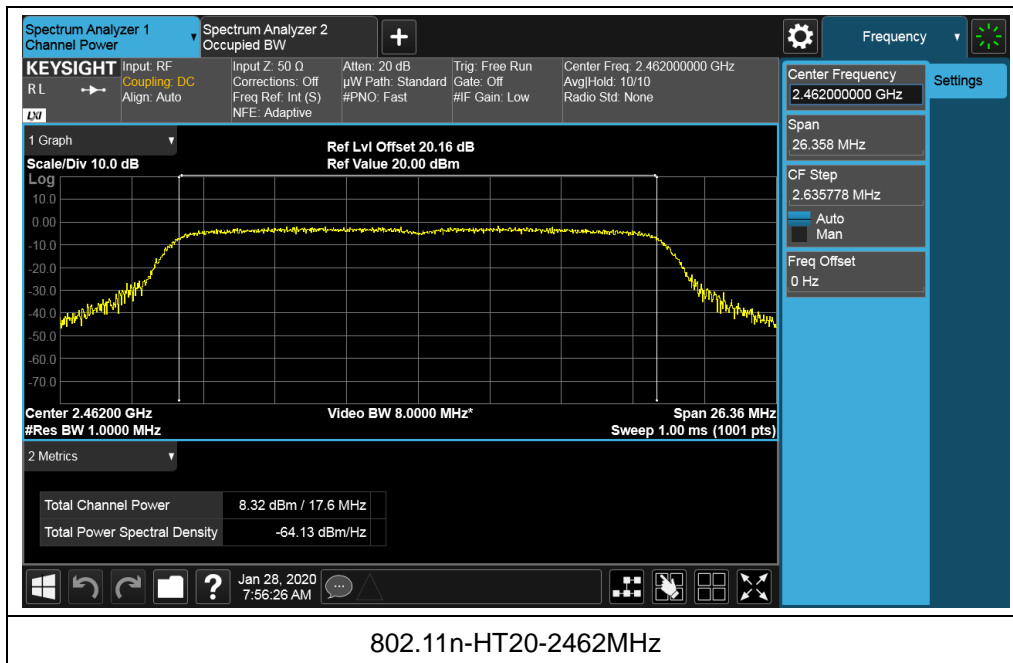 Spectrum Analyzer 1
Channel Power
Spectrum Analyzer 2
Occupied BW
Frequency
KEYSIGHT
RL
LXI
Input: RF
Coupling: DC
Align: Auto
Input Z: 50 Ω
Corrections: Off
Freq Ref: Int (S)
NFE: Adaptive
Atten: 20 dB
µW Path: Standard
#PNO: Fast
Trig: Free Run
Gate: Off
#IF Gain: Low
Center Freq: 2.462000000 GHz
Avg|Hold: 10/10
Radio Std: None
Center Frequency
2.462000000 GHz
Settings
Span
26.358 MHz
CF Step
2.635778 MHz
Auto
Man
Freq Offset
0 Hz
1 Graph
Scale/Div 10.0 dB
Ref Lvl Offset 20.16 dB
Ref Value 20.00 dBm
Log
10.0
0.00
-10.0
-20.0
-30.0
-40.0
-50.0
-60.0
-70.0
Center 2.46200 GHz
#Res BW 1.0000 MHz
Video BW 8.0000 MHz*
Span 26.36 MHz
Sweep 1.00 ms (1001 pts)
2 Metrics
Total Channel Power 8.32 dBm / 17.6 MHz
Total Power Spectral Density -64.13 dBm/Hz
?
Jan 28, 2020
7:56:26 AM
802.11n-HT20-2462MHz